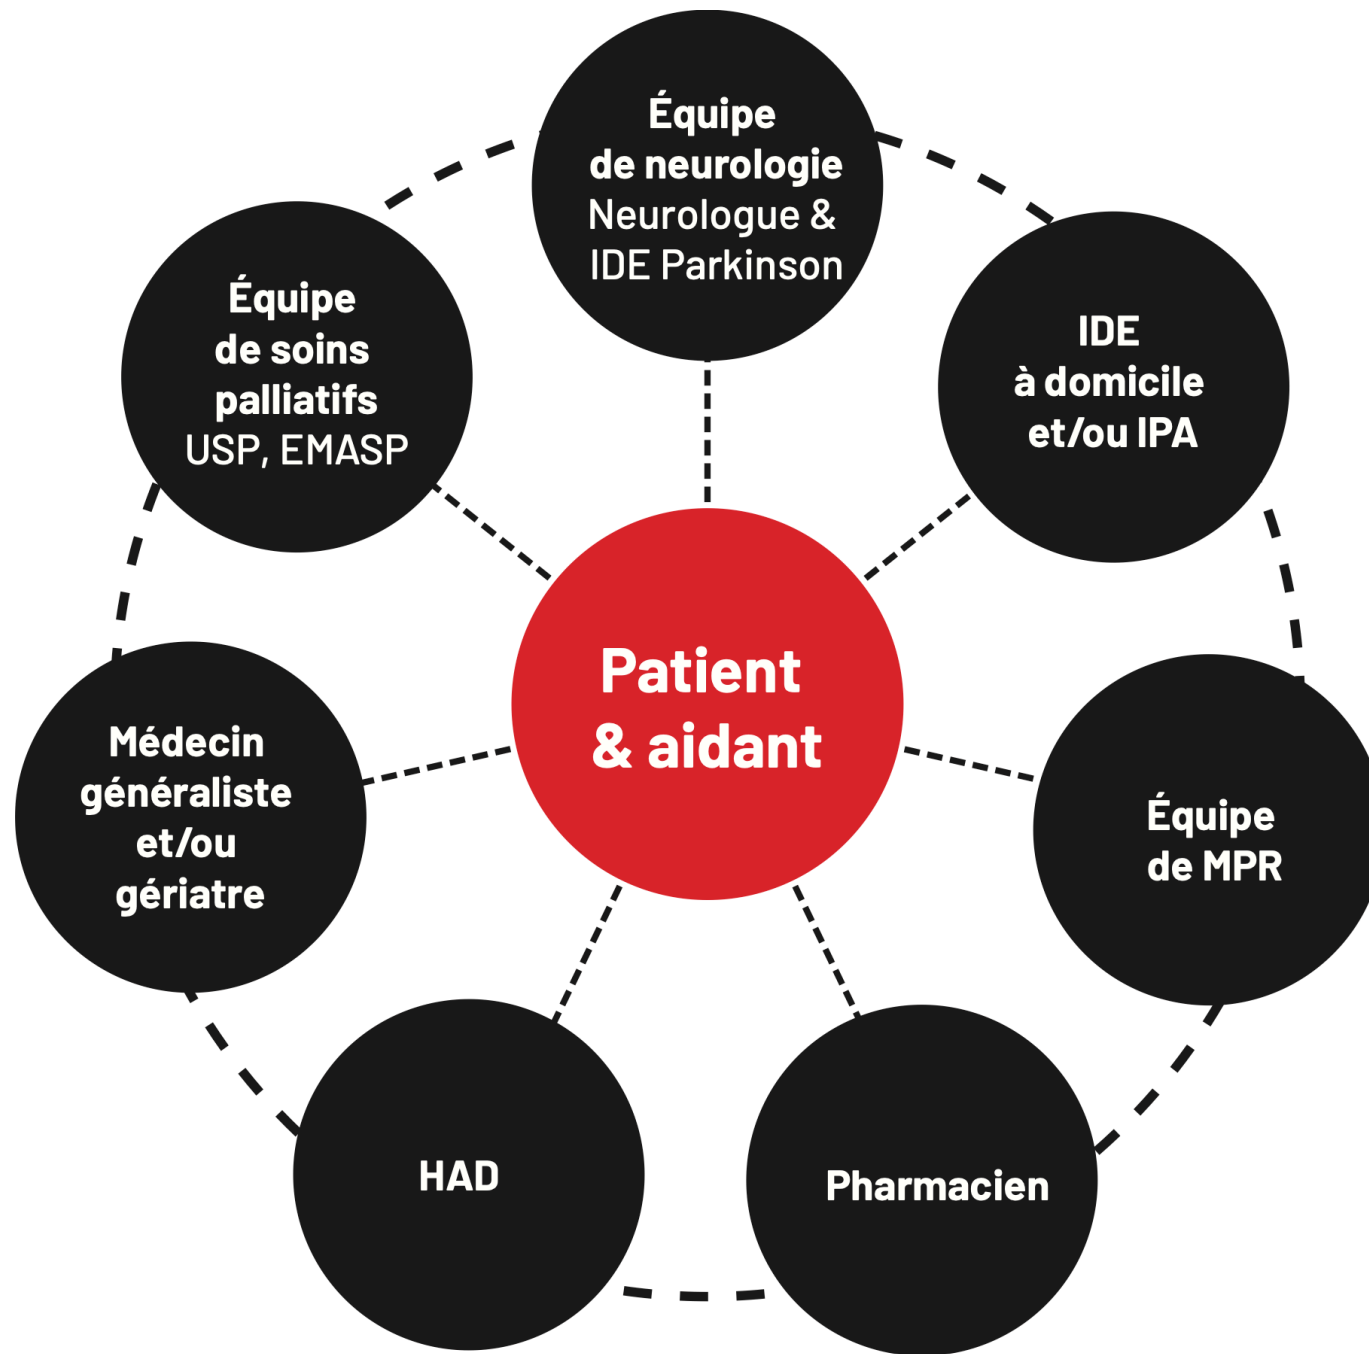 Équipe
de neurologie
Neurologue &
IDE Parkinson
Équipe
de soins
palliatifs
USP, EMASP
IDE
à domicile
et/ou IPA
Patient
& aidant
Médecin
généraliste
et/ou
gériatre
Équipe
de MPR
HAD
Pharmacien